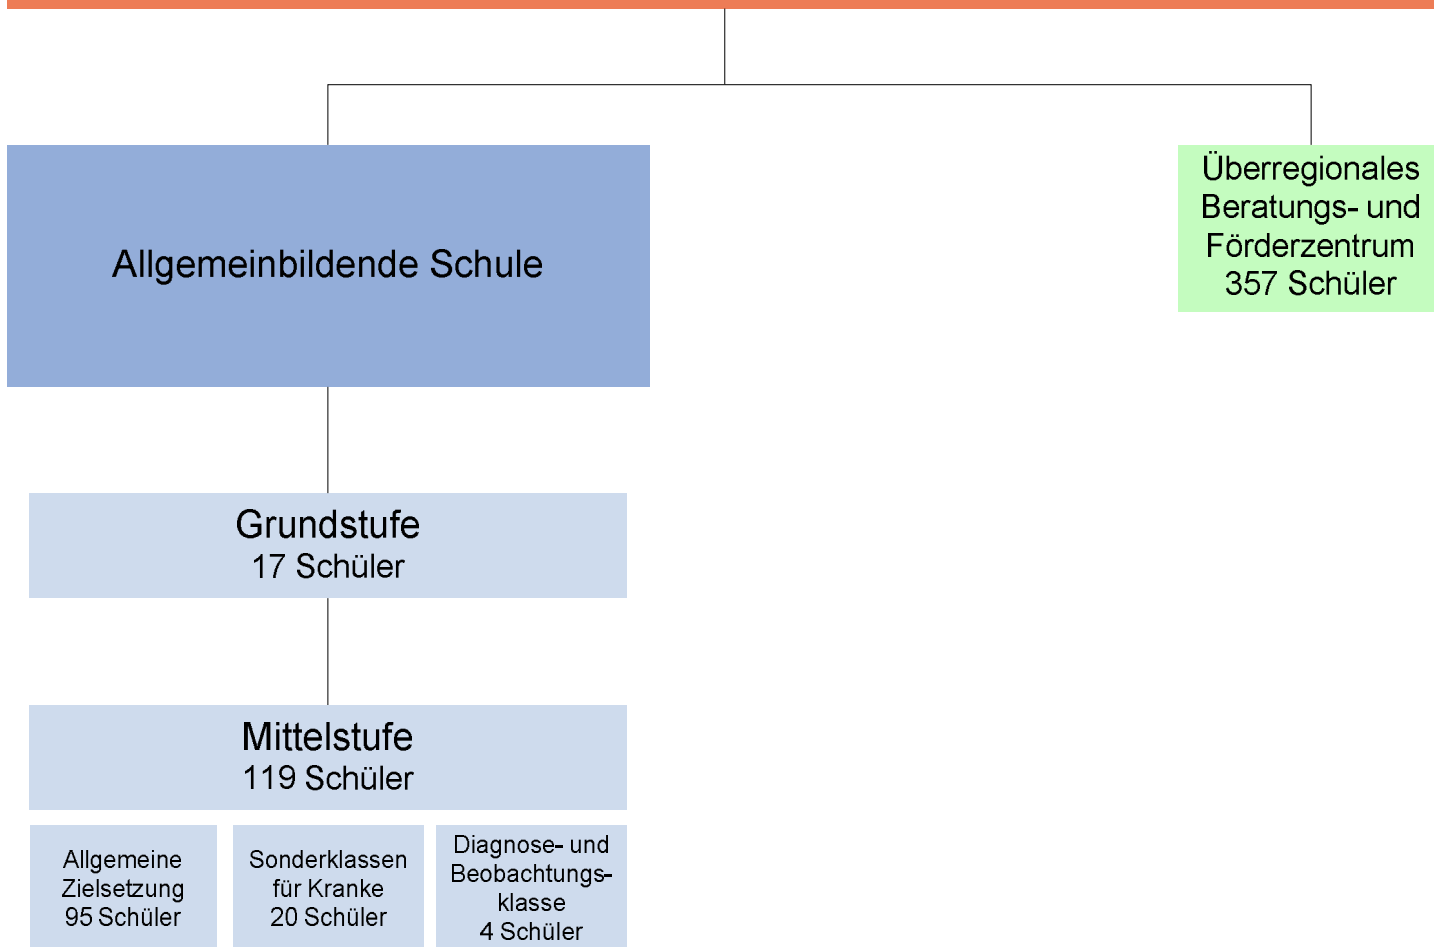 Allgemeinbildende Schule
Überregionales
Beratungs- und
Förderzentrum
357 Schüler
Grundstufe
17 Schüler
Mittelstufe
119 Schüler
Allgemeine
Zielsetzung
95 Schüler
Sonderklassen
für Kranke
20 Schüler
Diagnose- und
Beobachtungs-
klasse
4 Schüler